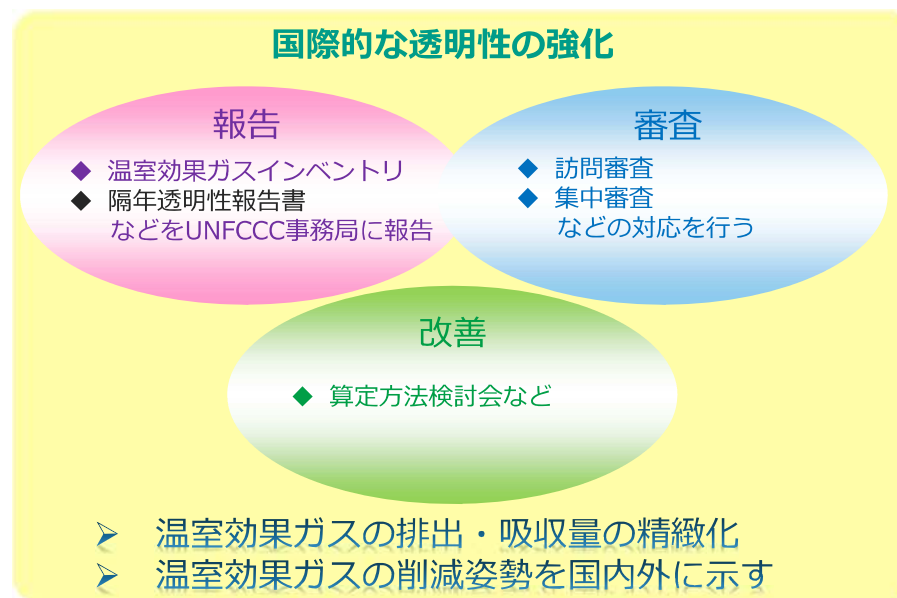 国際的な透明性の強化
報告
◆ 温室効果ガスインベントリ
◆ 隔年透明性報告書
などをUNFCCC事務局に報告
審査
◆ 訪問審査
◆ 集中審査
などの対応を行う
改善
◆ 算定方法検討会など
➢ 温室効果ガスの排出・吸収量の精緻化
➢ 温室効果ガスの削減姿勢を国内外に示す